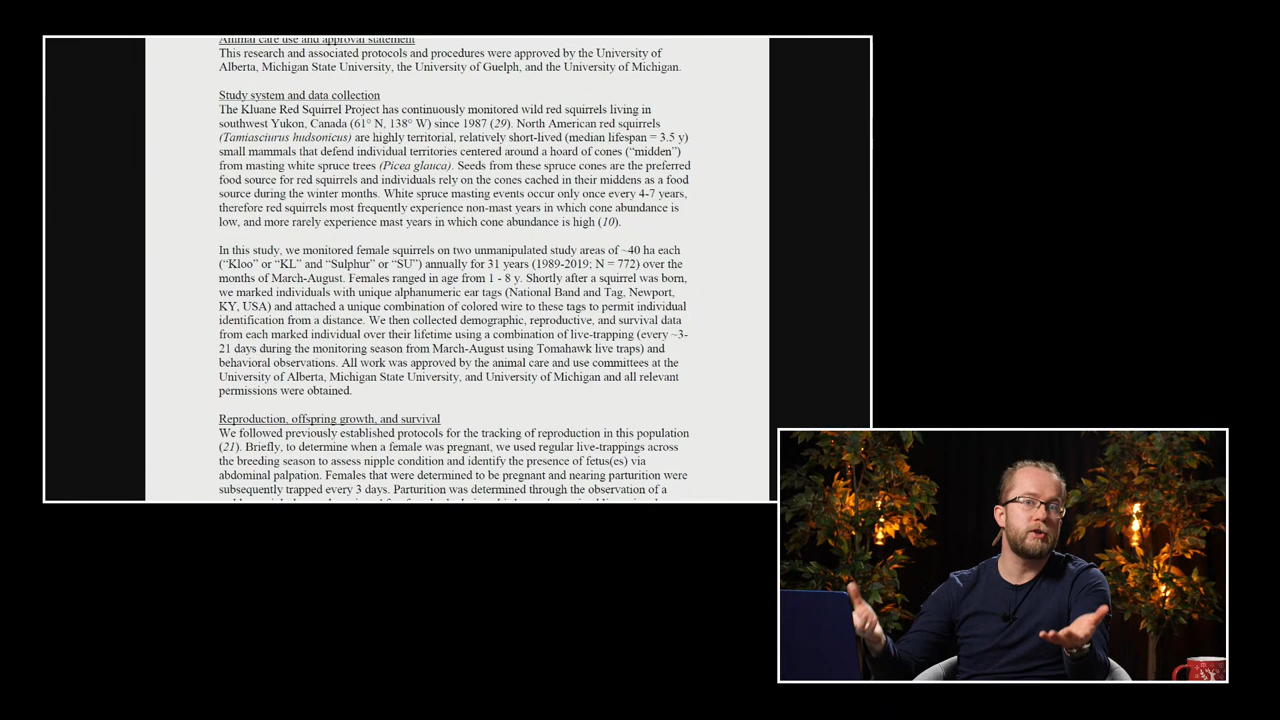 Animal care use and approval statement
This research and associated protocols and procedures were approved by the University of
Alberta, Michigan State University, the University of Guelph, and the University of Michigan.
Study system and data collection
The Kluane Red Squirrel Project has continuously monitored wild red squirrels living in
southwest Yukon, Canada (61° N, 138° W) since 1987 (29). North American red squirrels
(Tamiasciurus hudsonicus) are highly territorial, relatively short-lived (median lifespan = 3.5 y)
small mammals that defend individual territories centered around a hoard of cones (“midden”)
from masting white spruce trees (Picea glauca). Seeds from these spruce cones are the preferred
food source for red squirrels and individuals rely on the cones cached in their middens as a food
source during the winter months. White spruce masting events occur only once every 4-7 years,
therefore red squirrels most frequently experience non-mast years in which cone abundance is
low, and more rarely experience mast years in which cone abundance is high (10).
In this study, we monitored female squirrels on two unmanipulated study areas of ~40 ha each
(“Kloo” or “KL” and “Sulphur” or “SU”) annually for 31 years (1989-2019; N = 772) over the
months of March-August. Females ranged in age from 1 - 8 y. Shortly after a squirrel was born,
we marked individuals with unique alphanumeric ear tags (National Band and Tag, Newport,
KY, USA) and attached a unique combination of colored wire to these tags to permit individual
identification from a distance. We then collected demographic, reproductive, and survival data
from each marked individual over their lifetime using a combination of live-trapping (every ~3-
21 days during the monitoring season from March-August using Tomahawk live traps) and
behavioral observations. All work was approved by the animal care and use committees at the
University of Alberta, Michigan State University, and University of Michigan and all relevant
permissions were obtained.
Reproduction, offspring growth, and survival
We followed previously established protocols for the tracking of reproduction in this population
(21). Briefly, to determine when a female was pregnant, we used regular live-trapping across
the breeding season to assess nipple condition and identify the presence of fetus(es) via
abdominal palpation. Females that were determined to be pregnant and nearing parturition were
subsequently trapped every 3 days. Parturition was determined through the observation of a